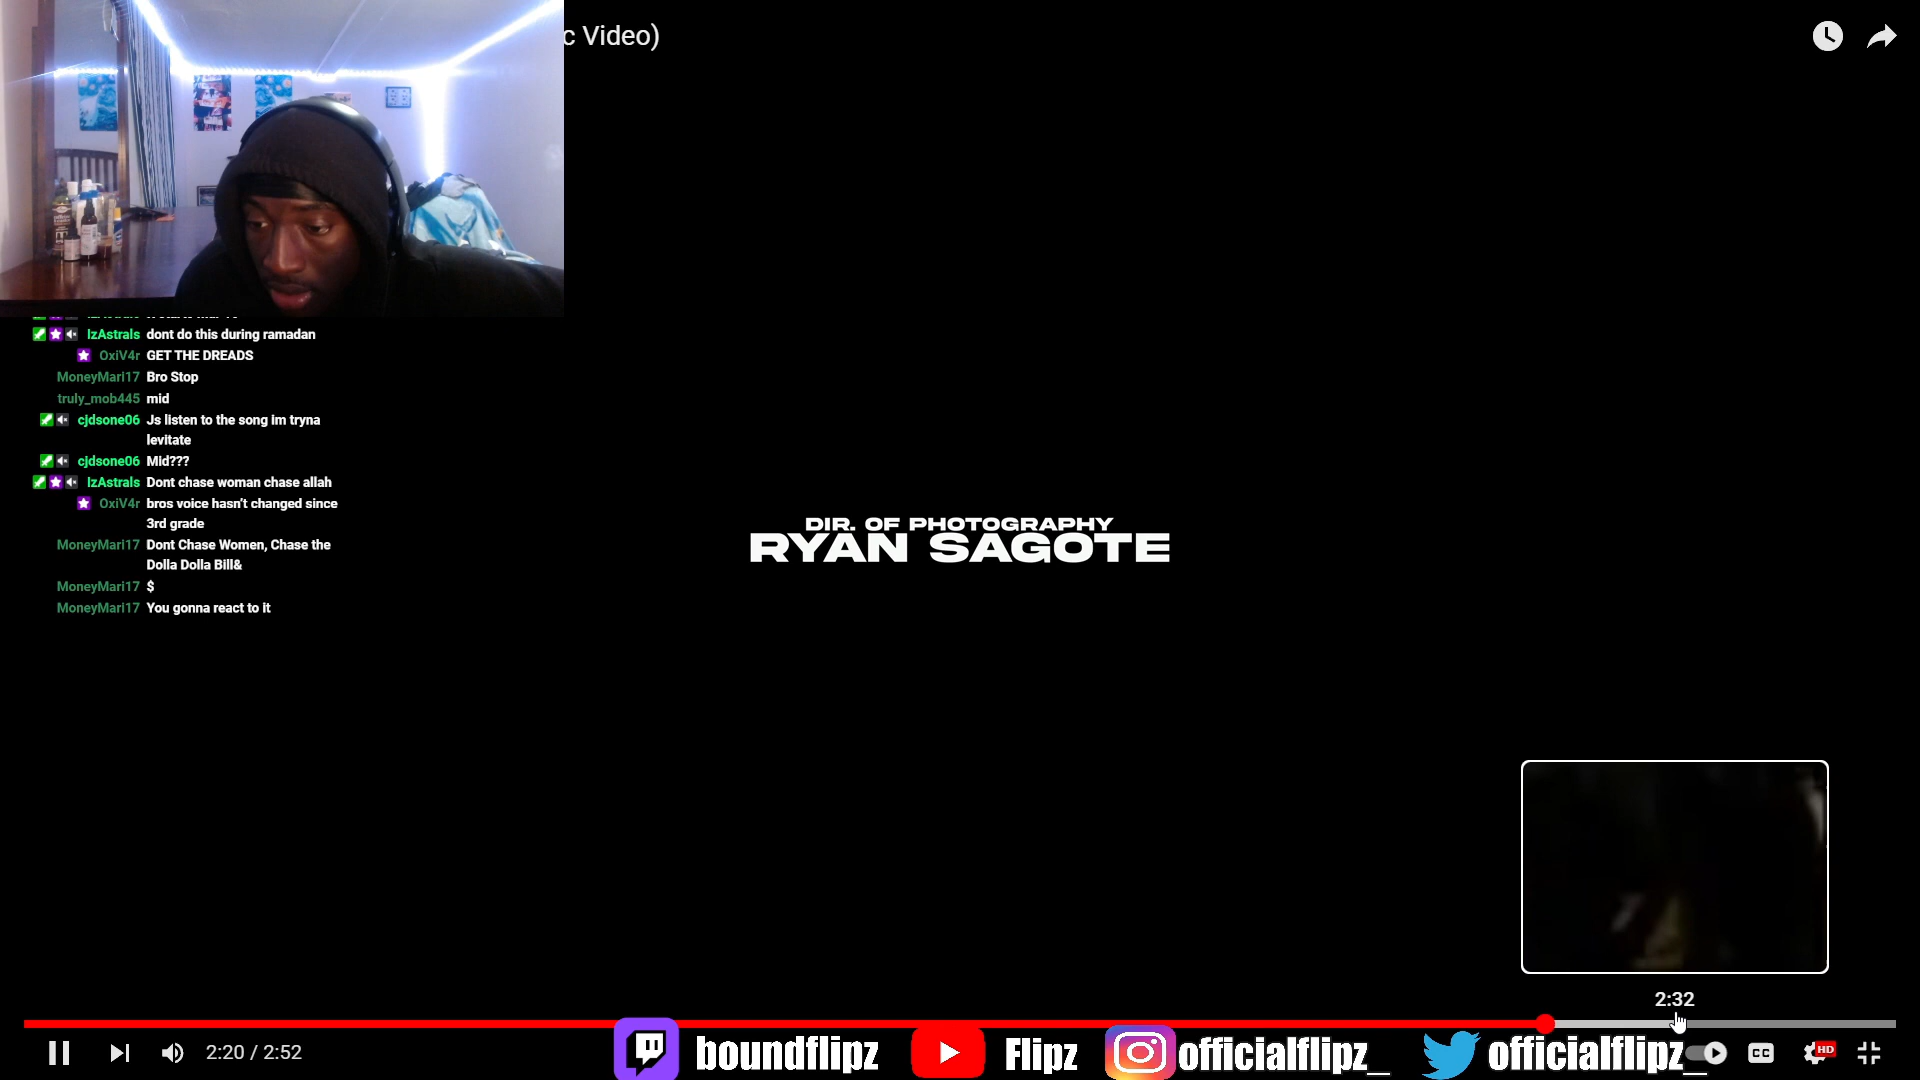 c Video)
IzAstrals dont do this during ramadan
OxiV4r GET THE DREADS
MoneyMari17 Bro Stop
truly_mob445 mid
cjdsone06 Js listen to the song im tryna
levitate
cjdsone06 Mid???
IzAstrals Dont chase woman chase allah
OxiV4r bros voice hasn't changed since
3rd grade
MoneyMari17 Dont Chase Women, Chase the
Dolla Dolla Bill&
MoneyMari17 $
MoneyMari17 You gonna react to it
DIR. OF PHOTOGRAPHY
RYAN SAGOTE
2:32
2:20 / 2:52
boundflipz
Flipz
officialflipz_
officialflipz_
CC
HD